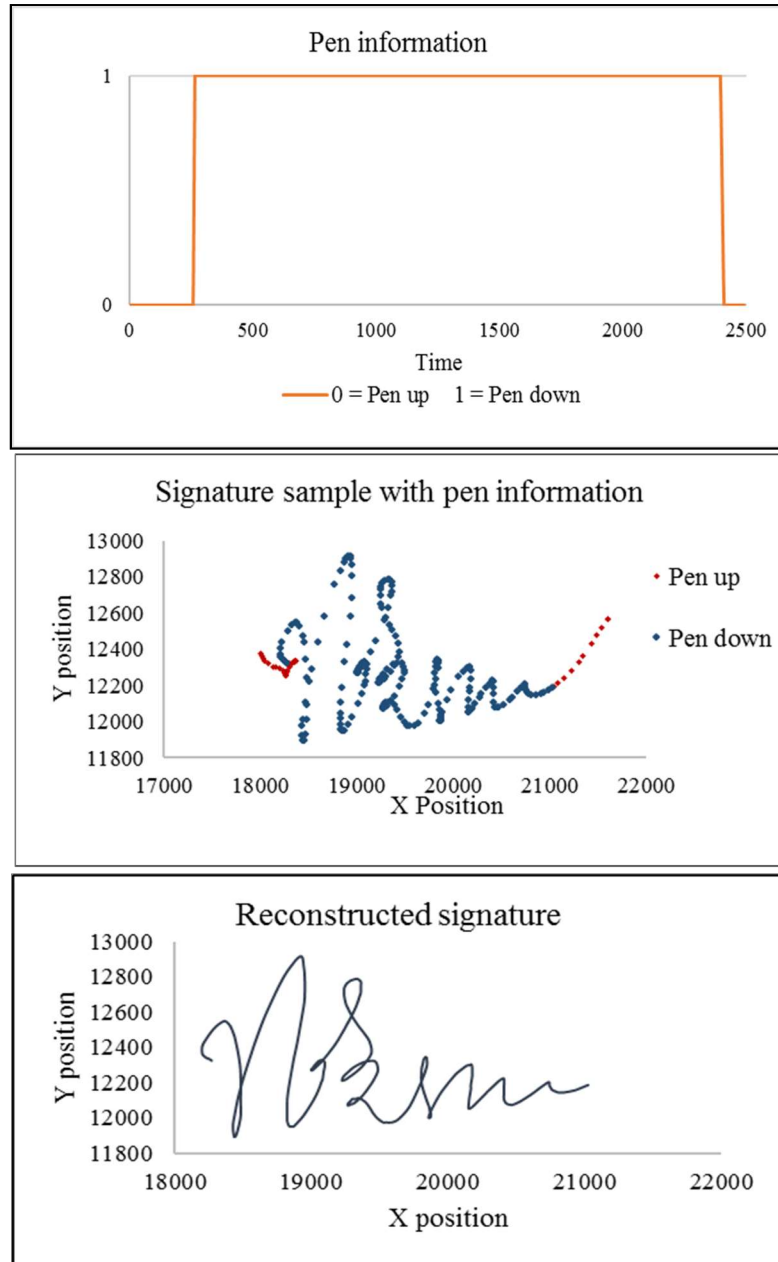 Pen information
1
0
0 500 1000 1500 2000 2500
Time
0 = Pen up 1 = Pen down
Signature sample with pen information
13000
12800
12600
12400
12200
12000
11800
Y position
17000 18000 19000 20000 21000 22000
X Position
Pen up
Pen down
Reconstructed signature
13000
12800
12600
12400
12200
12000
11800
Y position
18000 19000 20000 21000 22000
X position